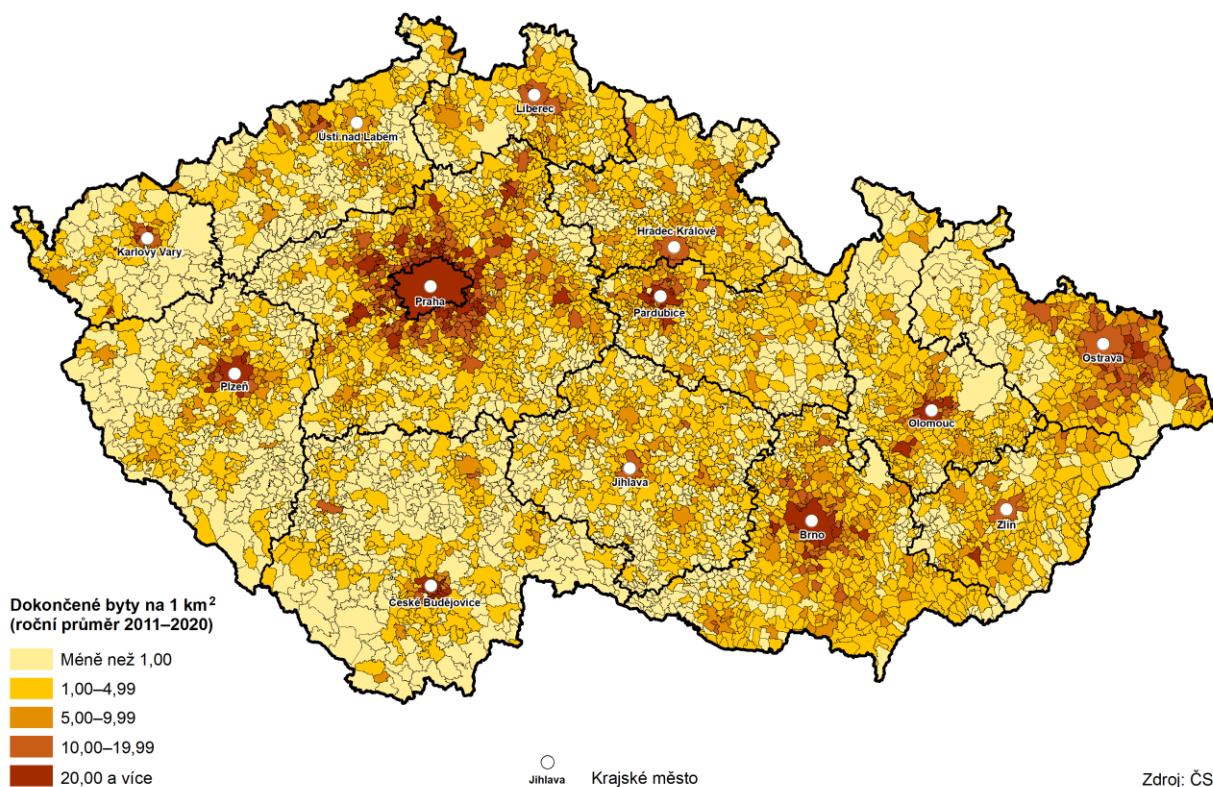 Liberec
Ústí nad Labem
Karlovy Vary
Hradec Králové
Praha
Pardubice
Ostrava
Plzeň
Olomouc
Jihlava
Zlín
Brno
České Budějovice
Dokončené byty na 1 km²
(roční průměr 2011–2020)
Méně než 1,00
1,00–4,99
5,00–9,99
10,00–19,99
20,00 a více
Jihlava
Krajské město
Zdroj: ČS